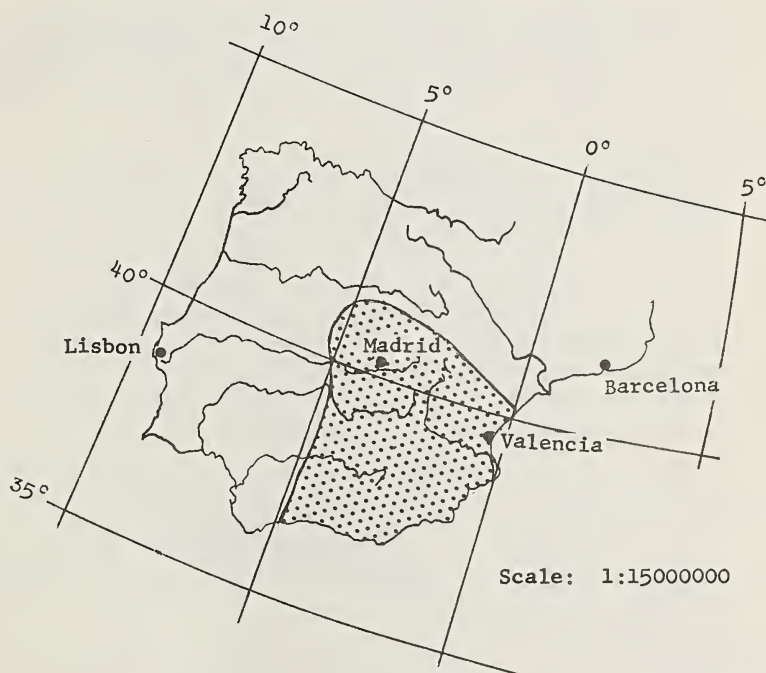 10°
5°
0°
5°
40°
Lisbon
Madrid
Barcelona
Valencia
35°
Scale: 1:15000000